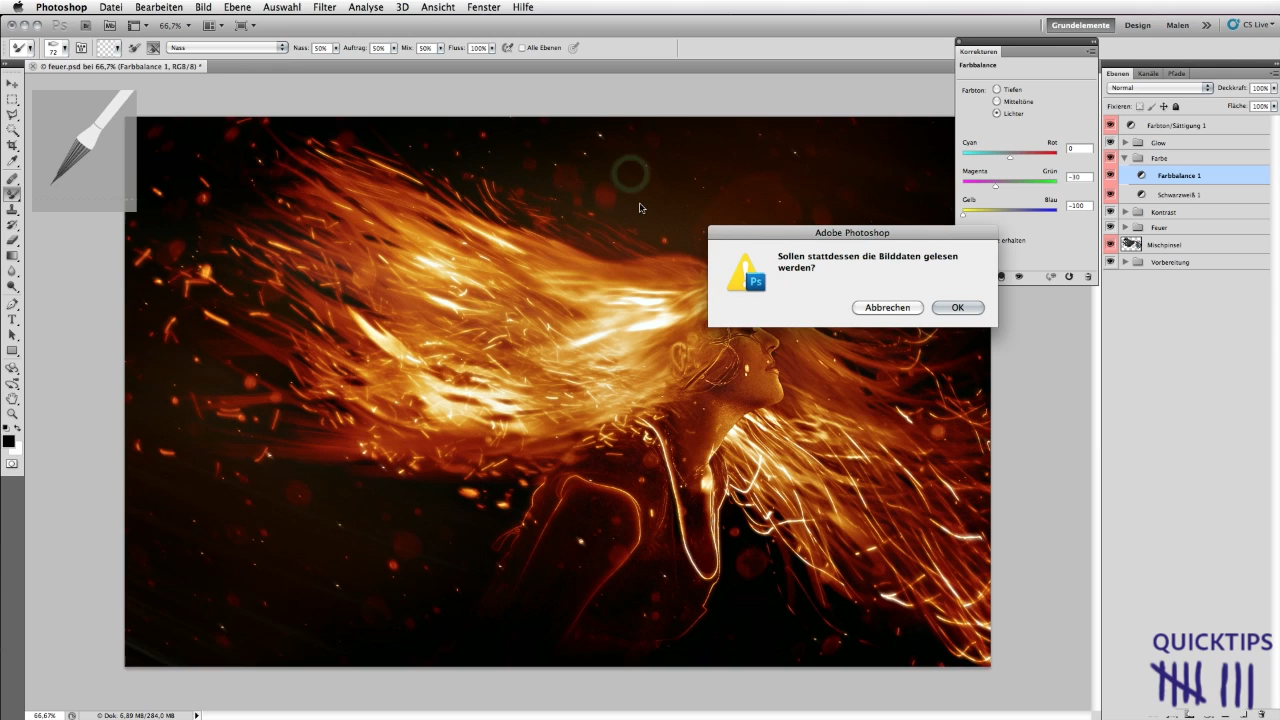 Photoshop Datei Bearbeiten Bild Ebene Auswahl Filter Analyse 3D Ansicht Fenster Hilfe
Ps Br Mb 66,7% Grundelemente Design Malen CS Live
72 Nass Nass: 50% Auftrag: 50% Mix: 50% Fluss: 100% Alle Ebenen
© feuer.psd bei 66,7% (Farbbalance 1, RGB/8) *
Korrekturen
Farbbalance
Farbton: Tiefen
Mitteltöne
Lichter
Cyan Rot 0
Magenta Grün -30
Gelb Blau -100
erhalten
Ebenen Kanäle Pfade
Normal Deckkraft: 100%
Fixieren: Fläche: 100%
Farbton/Sättigung 1
Glow
Farbe
Farbbalance 1
Schwarzweiß 1
Kontrast
Feuer
Mischpinsel
Vorbereitung
Adobe Photoshop
Sollen stattdessen die Bilddaten gelesen
werden?
Ps
Abbrechen OK
QUICKTIPS
66,67% © Dok: 6,89 MB/284,0 MB